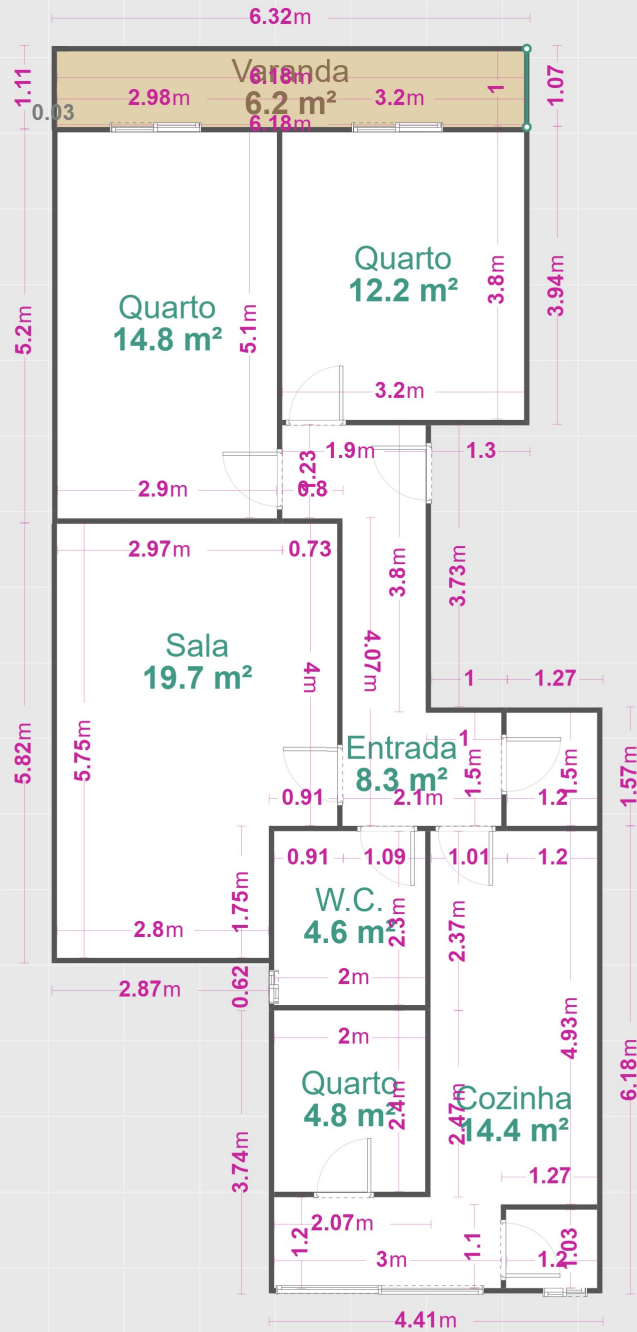 6.32m
1.11
Varanda
6.18m
1
1.07
2.98m
6.2 m²
3.2m
0.03
6.18m
Quarto
12.2 m²
3.8m
3.94m
Quarto
14.8 m²
5.1m
5.2m
3.2m
1.9m
1.3
1.23
2.9m
0.8
2.97m
0.73
3.8m
3.73m
Sala
19.7 m²
4m
4.07m
1
1.27
5.75m
5.82m
Entrada
1
8.3 m²
1.5m
1.5m
1.57m
0.91
2.1m
1.2
0.91
1.09
1.01
1.2
1.75m
W.C.
4.6 m²
2.3m
2.37m
2.8m
2m
2.87m
0.62
4.93m
6.18m
2m
Quarto
4.8 m²
2.4m
2.47m
Cozinha
14.4 m²
3.74m
1.27
2.07m
1.2
1.1
1.03
3m
1.2
4.41m